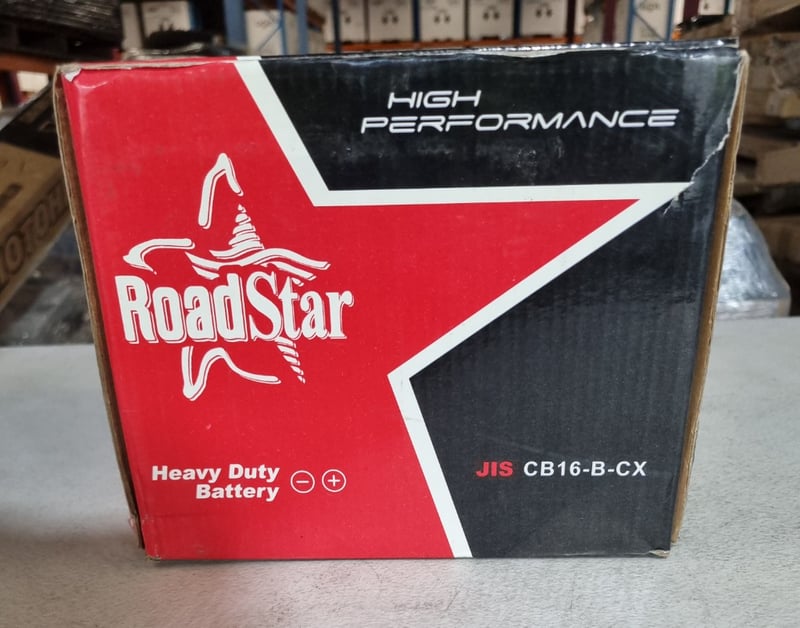 HIGH
PERFORMANCE
RoadStar
Heavy Duty
Battery
JIS CB16-B-CX